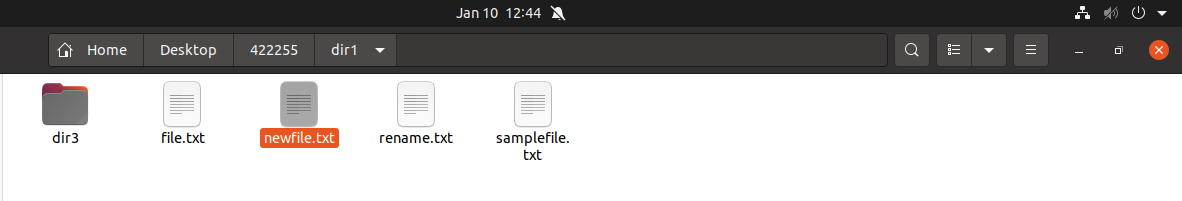 Jan 10 12:44
Home Desktop 422255 dir1
dir3 file.txt newfile.txt rename.txt samplefile.
txt